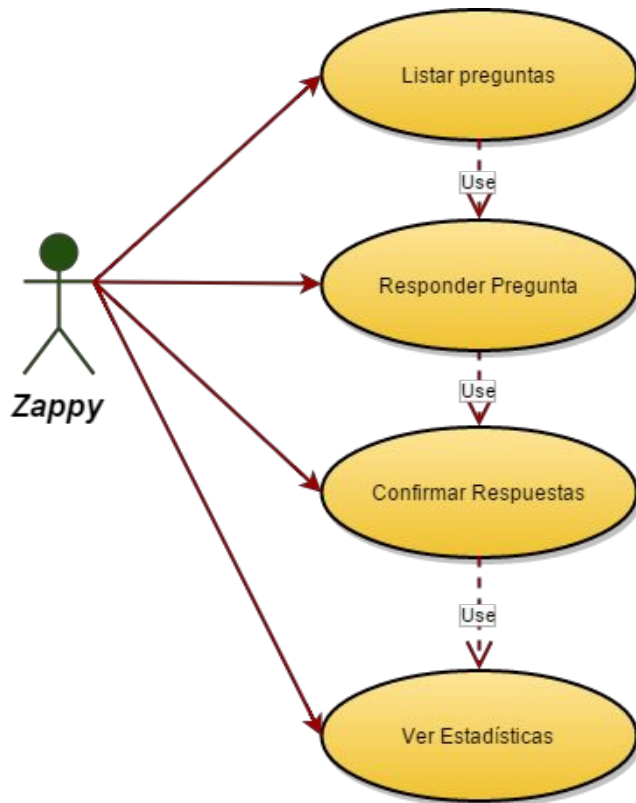 Listar preguntas
Use
Responder Pregunta
Zappy
Use
Confirmar Respuestas
Use
Ver Estadísticas